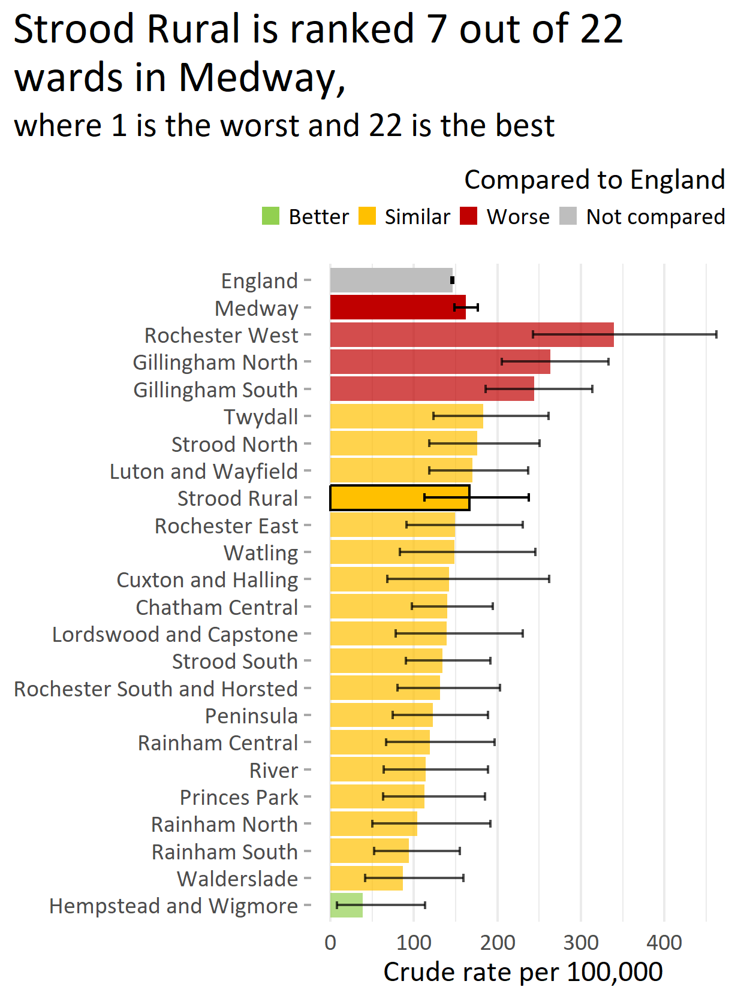 Strood Rural is ranked 7 out of 22
wards in Medway,
where 1 is the worst and 22 is the best
Compared to England
Better Similar Worse Not compared
England
Medway
Rochester West
Gillingham North
Gillingham South
Twydall
Strood North
Luton and Wayfield
Strood Rural
Rochester East
Watling
Cuxton and Halling
Chatham Central
Lordswood and Capstone
Strood South
Rochester South and Horsted
Peninsula
Rainham Central
River
Princes Park
Rainham North
Rainham South
Walderslade
Hempstead and Wigmore
0 100 200 300 400
Crude rate per 100,000